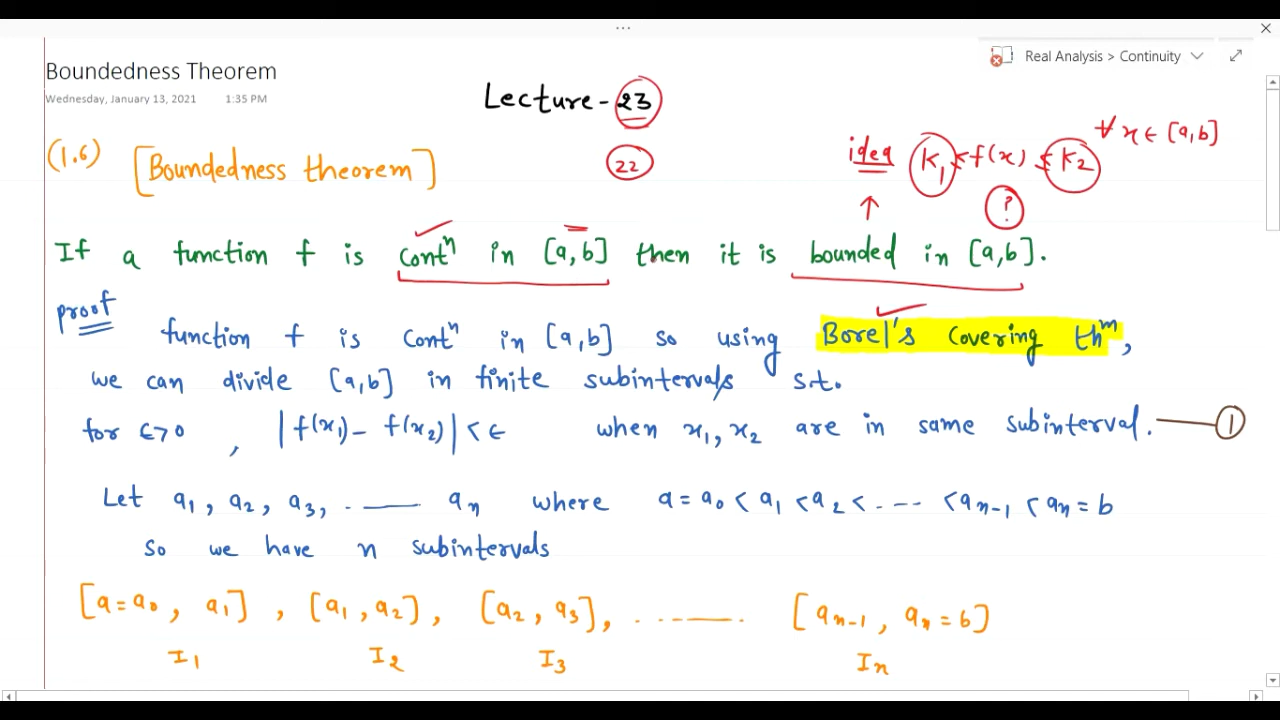 Real Analysis > Continuity
Boundedness Theorem
Wednesday, January 13, 2021 1:35 PM
Lecture-23
22
idea K₁ ≤ f(x) ≤ K₂ ∀ x ∈ [a,b]
?
(1.6) [Boundedness theorem]
If a function f is contⁿ in [a,b] then it is bounded in [a,b].
proof
function f is contⁿ in [a,b] so using Borel's covering thᵐ,
we can divide [a,b] in finite subintervals s.t.
for ϵ>0, |f(x₁) - f(x₂)| < ϵ when x₁, x₂ are in same subinterval. — 1
Let a₁, a₂, a₃, ..... aₙ where a = a₀ < a₁ < a₂ < ..... < aₙ₋₁ < aₙ = b
so we have n subintervals
[a=a₀, a₁], [a₁, a₂], [a₂, a₃], ........ [aₙ₋₁, aₙ=b]
I₁ I₂ I₃ Iₙ